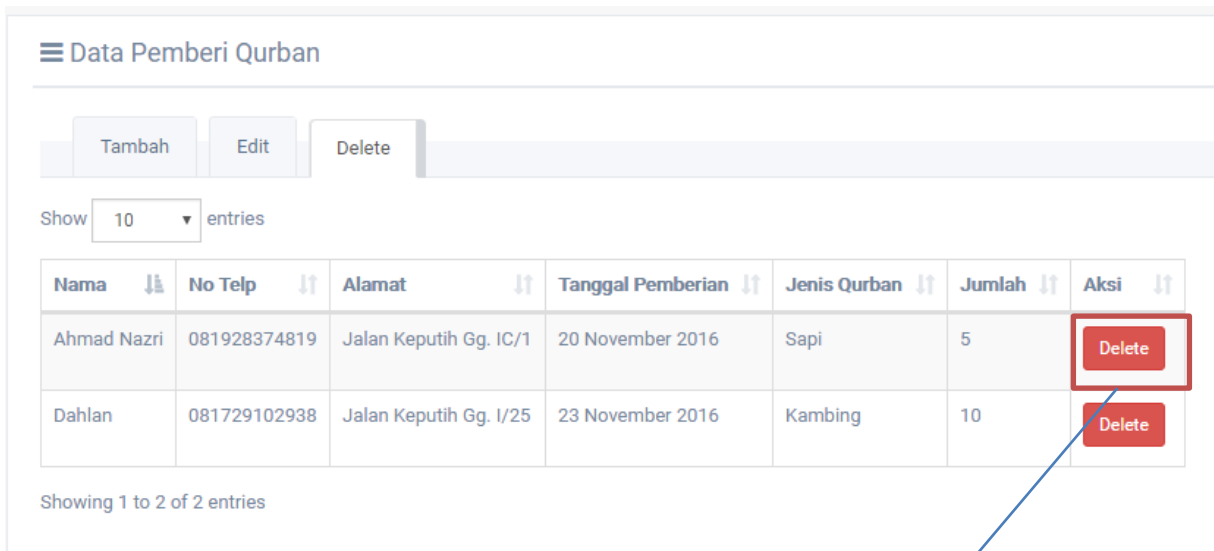 Data Pemberi Qurban
Tambah Edit Delete
Show 10 entries
Nama No Telp Alamat Tanggal Pemberian Jenis Qurban Jumlah Aksi
Ahmad Nazri 081928374819 Jalan Keputih Gg. IC/1 20 November 2016 Sapi 5 Delete
Dahlan 081729102938 Jalan Keputih Gg. I/25 23 November 2016 Kambing 10 Delete
Showing 1 to 2 of 2 entries